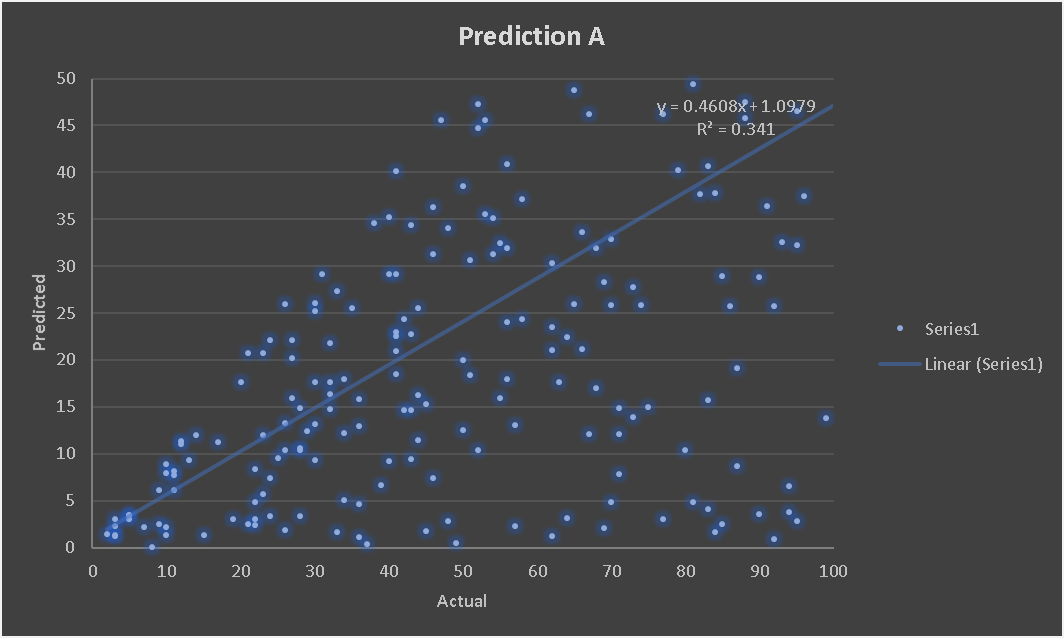 Prediction A
50
45
40
35
30
25
20
15
10
5
0
0 10 20 30 40 50 60 70 80 90 100
Predicted
Actual
y = 0.4608x + 1.0979
R² = 0.341
Series1
Linear (Series1)